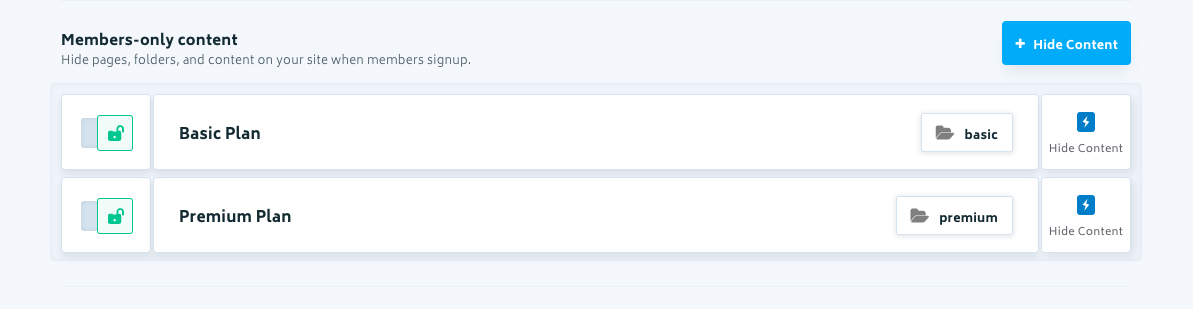 Members-only content
Hide pages, folders, and content on your site when members signup.
+ Hide Content
Basic Plan
basic
Hide Content
Premium Plan
premium
Hide Content